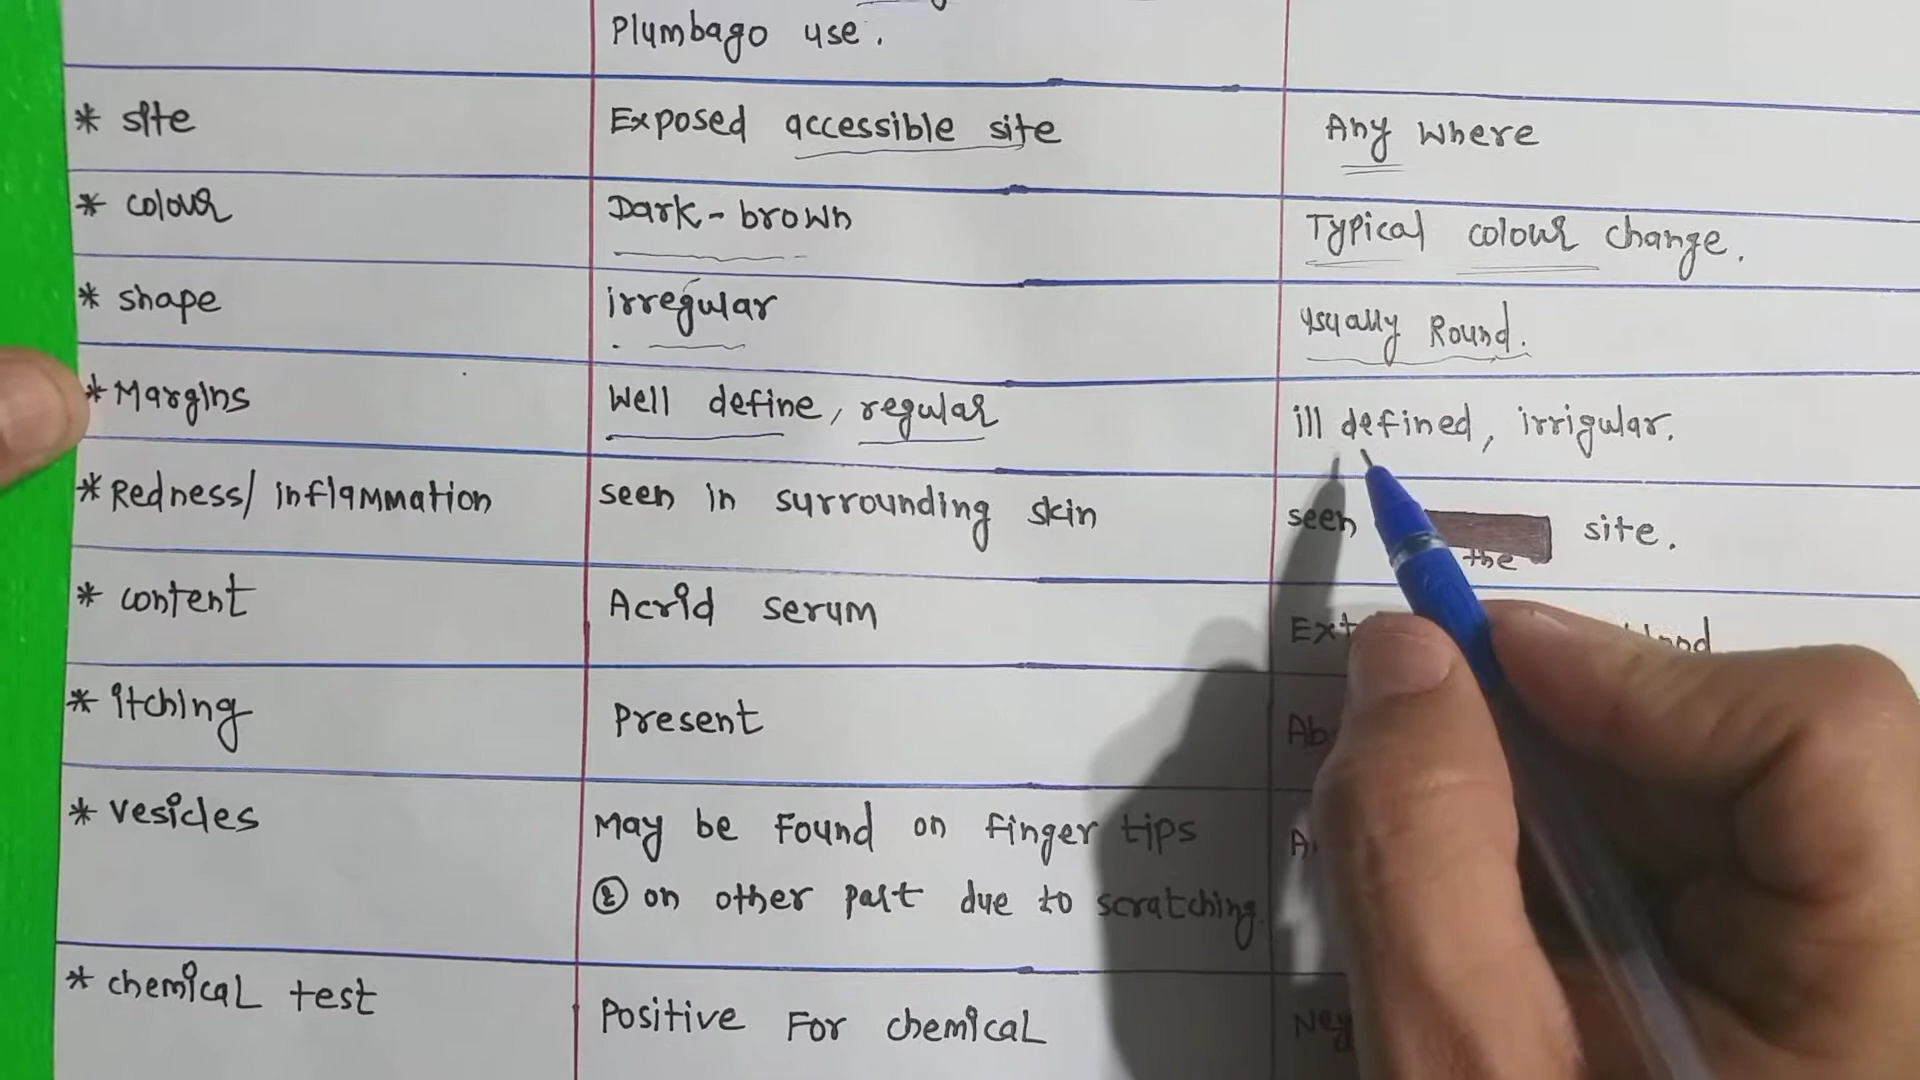 Plumbago use.
* site Exposed accessible site Any where
* colour Dark-brown Typical colour change.
* shape irregular Usually Round.
* Margins Well define, regular ill defined, irrigular.
* Redness/inflammation seen in surrounding skin seen site.
the
* content Acrid serum
* itching Present
* vesicles May be Found on finger tips
& on other part due to scratching.
* chemical test Positive For chemical